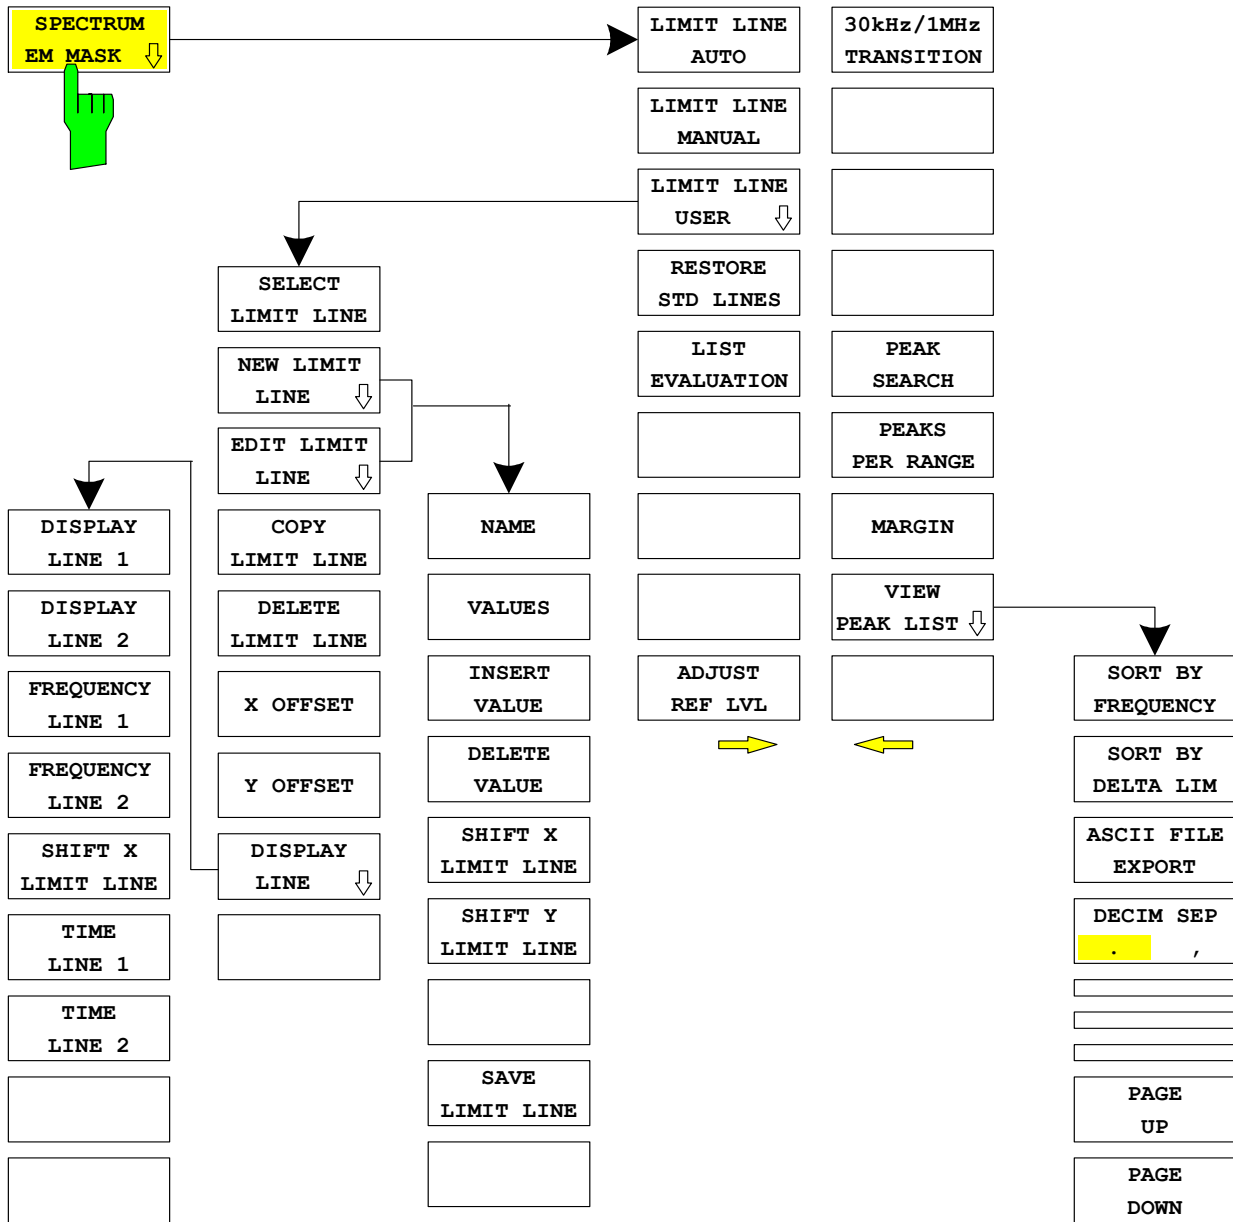 SPECTRUM
EM MASK
LIMIT LINE
AUTO
LIMIT LINE
MANUAL
LIMIT LINE
USER
RESTORE
STD LINES
LIST
EVALUATION
ADJUST
REF LVL
30kHz/1MHz
TRANSITION
PEAK
SEARCH
PEAKS
PER RANGE
MARGIN
VIEW
PEAK LIST
SELECT
LIMIT LINE
NEW LIMIT
LINE
EDIT LIMIT
LINE
COPY
LIMIT LINE
DELETE
LIMIT LINE
X OFFSET
Y OFFSET
DISPLAY
LINE
DISPLAY
LINE 1
DISPLAY
LINE 2
FREQUENCY
LINE 1
FREQUENCY
LINE 2
SHIFT X
LIMIT LINE
TIME
LINE 1
TIME
LINE 2
NAME
VALUES
INSERT
VALUE
DELETE
VALUE
SHIFT X
LIMIT LINE
SHIFT Y
LIMIT LINE
SAVE
LIMIT LINE
SORT BY
FREQUENCY
SORT BY
DELTA LIM
ASCII FILE
EXPORT
DECIM SEP
. ,
PAGE
UP
PAGE
DOWN